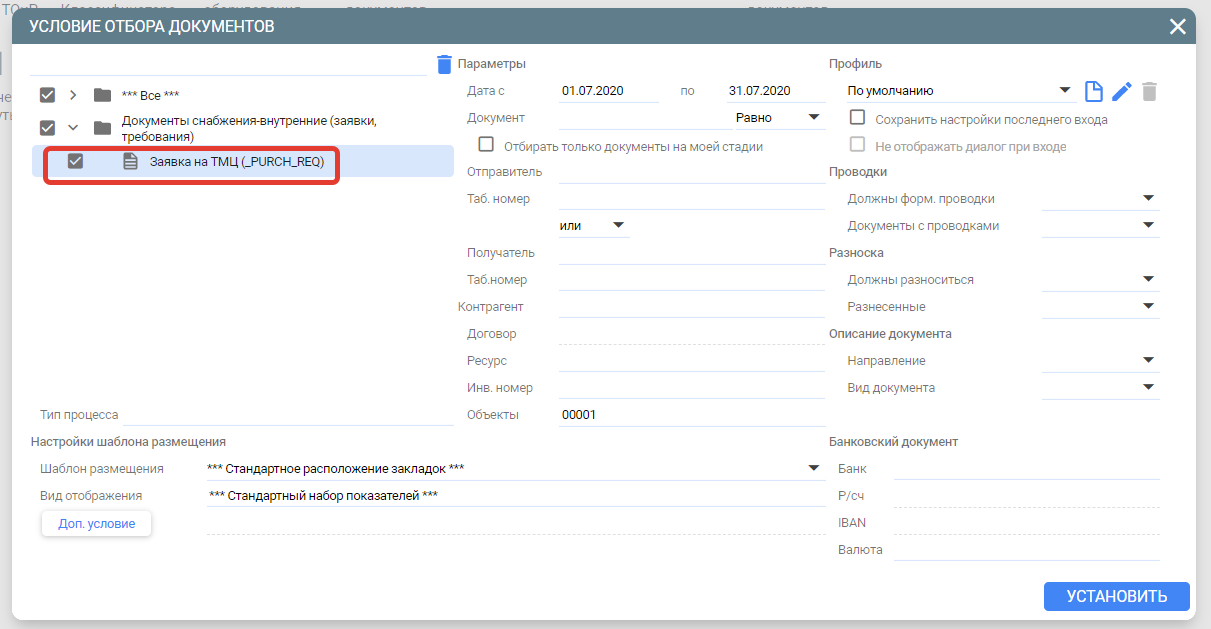 УСЛОВИЕ ОТБОРА ДОКУМЕНТОВ
*** Все ***
Документы снабжения-внутренние (заявки,
требования)
Заявка на ТМЦ (_PURCH_REQ)
Тип процесса
Параметры
Дата с 01.07.2020 по 31.07.2020
Документ Равно
Отбирать только документы на моей стадии
Отправитель
Таб. номер
или
Получатель
Таб.номер
Контрагент
Договор
Ресурс
Инв. номер
Объекты 00001
Профиль
По умолчанию
Сохранить настройки последнего входа
Не отображать диалог при входе
Проводки
Должны форм. проводки
Документы с проводками
Разноска
Должны разноситься
Разнесенные
Описание документа
Направление
Вид документа
Настройки шаблона размещения
Шаблон размещения *** Стандартное расположение закладок ***
Вид отображения *** Стандартный набор показателей ***
Доп. условие
Банковский документ
Банк
Р/сч
IBAN
Валюта
УСТАНОВИТЬ